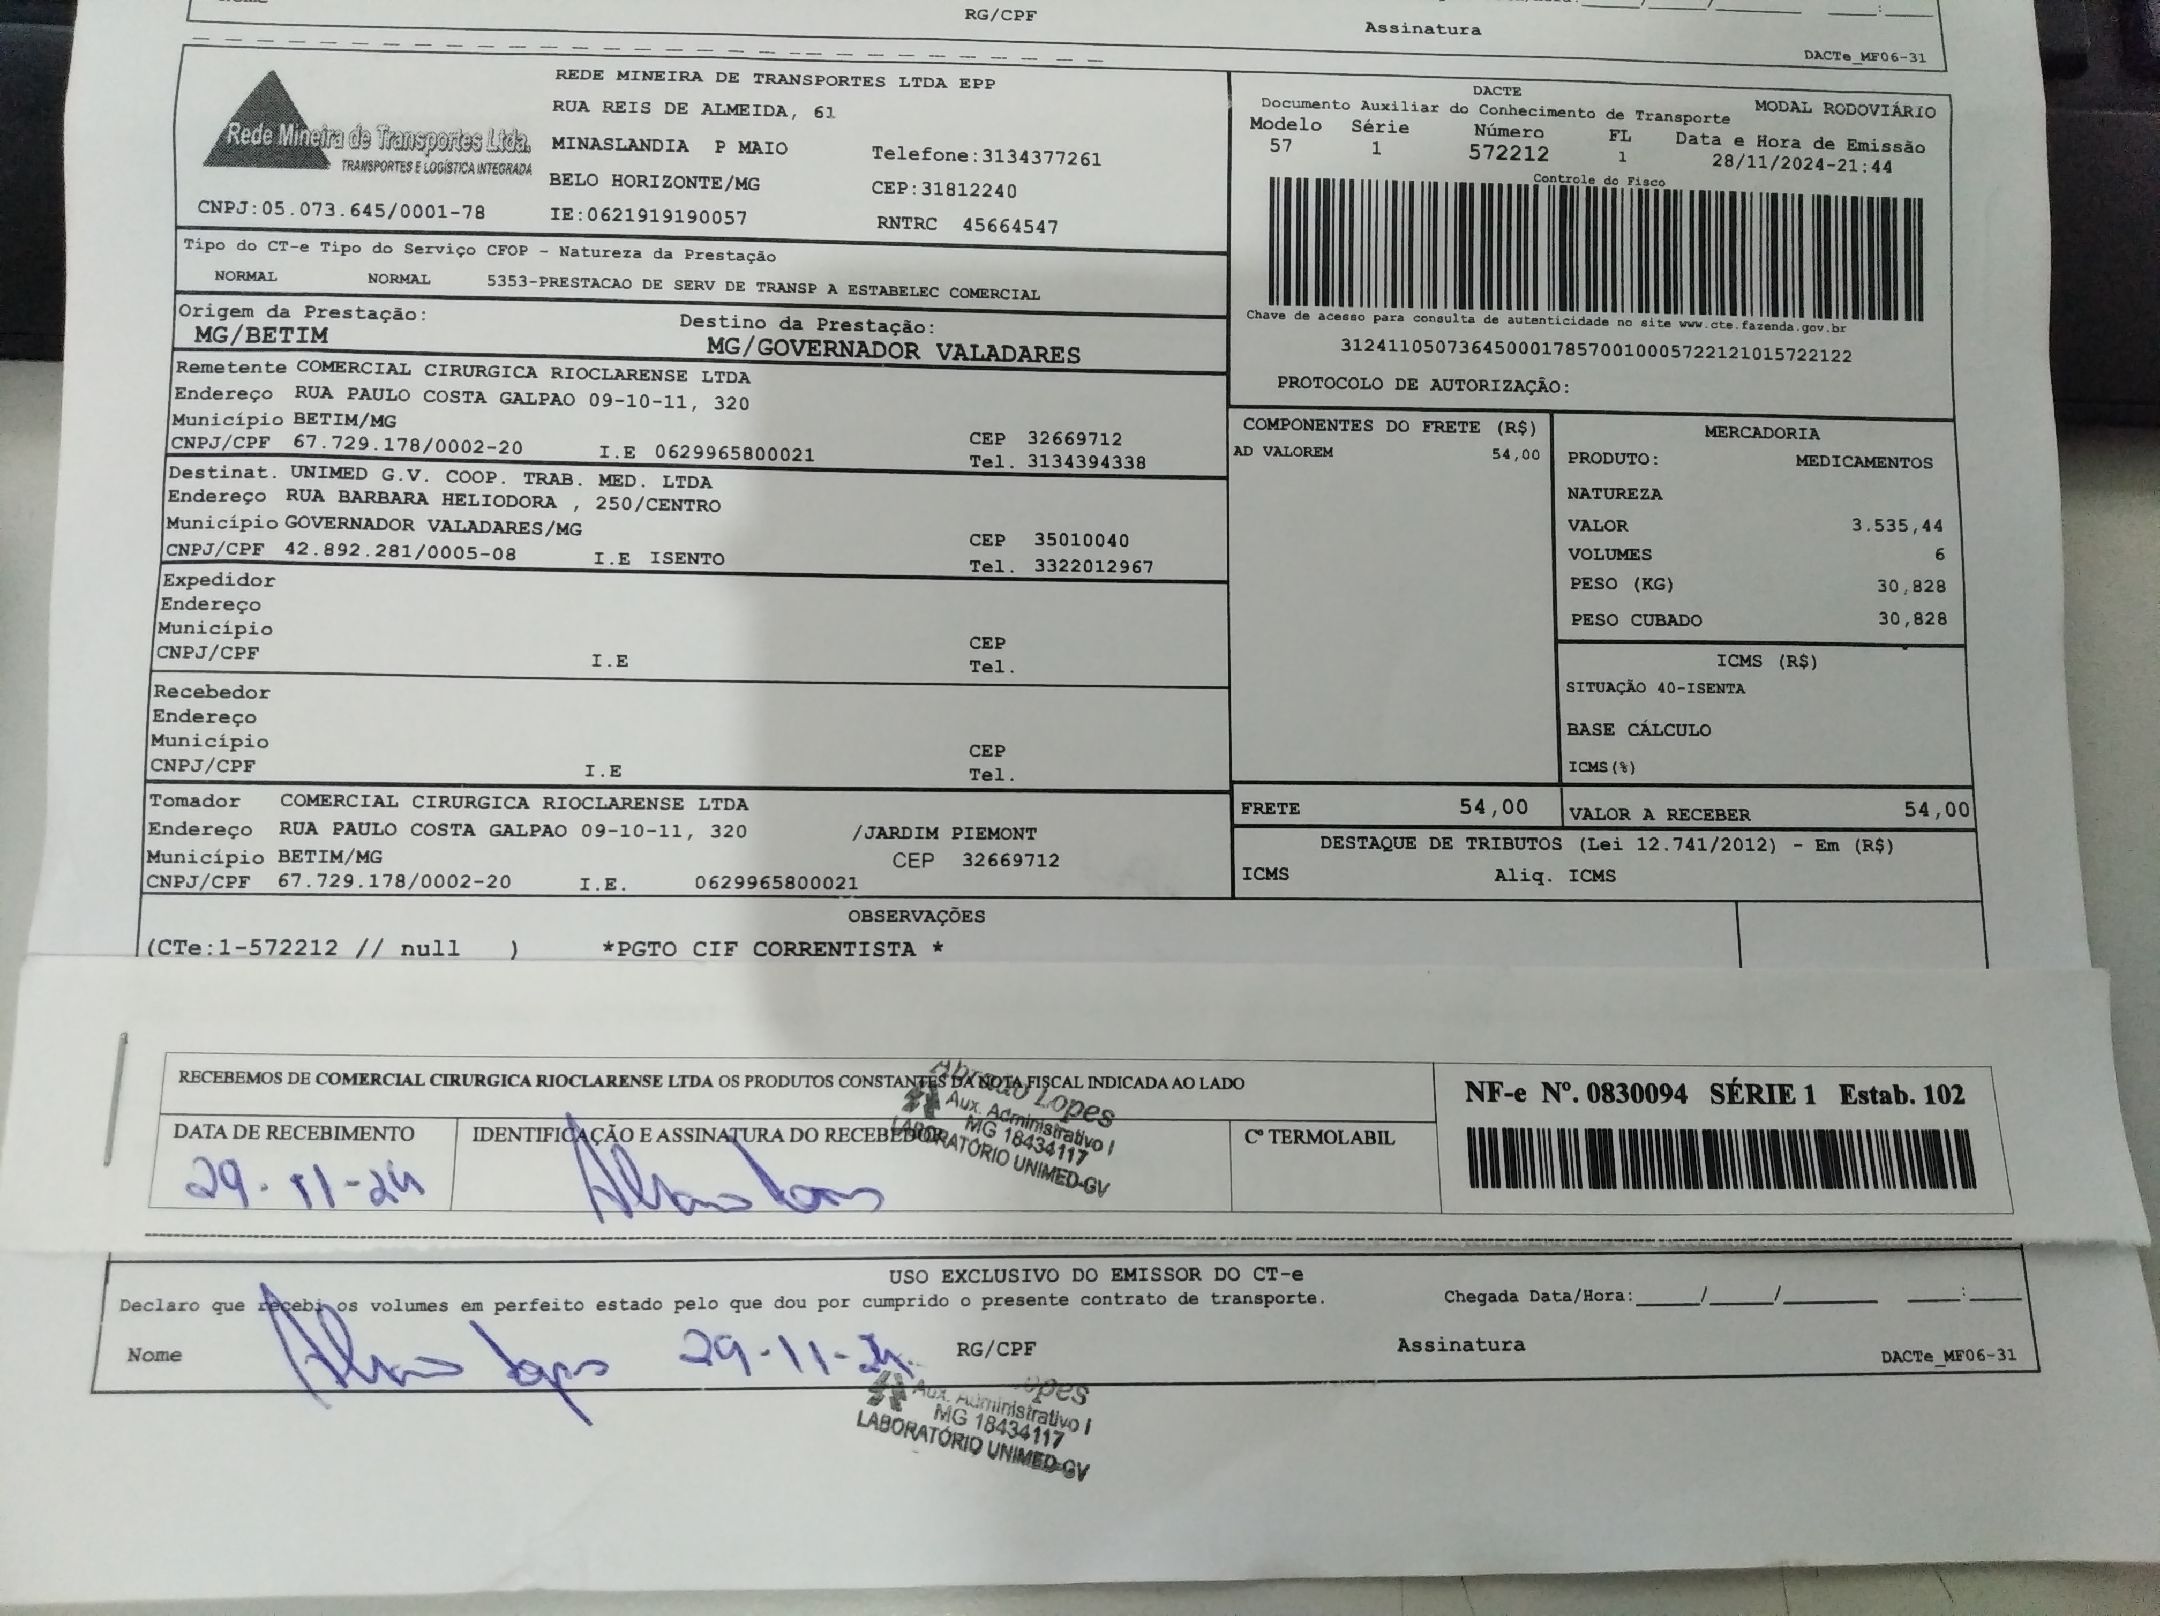 RG/CPF
Assinatura
DACTe_MF06-31
Rede Mineira de Transportes Ltda.
TRANSPORTES E LOGÍSTICA INTEGRADA
CNPJ:05.073.645/0001-78
REDE MINEIRA DE TRANSPORTES LTDA EPP
RUA REIS DE ALMEIDA, 61
MINASLANDIA P MAIO Telefone:3134377261
BELO HORIZONTE/MG CEP:31812240
IE:0621919190057 RNTRC 45664547
DACTE
Documento Auxiliar do Conhecimento de Transporte MODAL RODOVIÁRIO
Modelo Série Número FL Data e Hora de Emissão
57 1 572212 1 28/11/2024-21:44
Controle do Fisco
Chave de acesso para consulta de autenticidade no site www.cte.fazenda.gov.br
31241105073645000178570010005722121015722122
PROTOCOLO DE AUTORIZAÇÃO:
Tipo do CT-e Tipo do Serviço CFOP - Natureza da Prestação
NORMAL NORMAL 5353-PRESTACAO DE SERV DE TRANSP A ESTABELEC COMERCIAL
Origem da Prestação: Destino da Prestação:
MG/BETIM MG/GOVERNADOR VALADARES
Remetente COMERCIAL CIRURGICA RIOCLARENSE LTDA
Endereço RUA PAULO COSTA GALPAO 09-10-11, 320
Município BETIM/MG CEP 32669712
CNPJ/CPF 67.729.178/0002-20 I.E 0629965800021 Tel. 3134394338
Destinat. UNIMED G.V. COOP. TRAB. MED. LTDA
Endereço RUA BARBARA HELIODORA , 250/CENTRO
Município GOVERNADOR VALADARES/MG CEP 35010040
CNPJ/CPF 42.892.281/0005-08 I.E ISENTO Tel. 3322012967
Expedidor
Endereço
Município CEP
CNPJ/CPF I.E Tel.
Recebedor
Endereço
Município CEP
CNPJ/CPF I.E Tel.
Tomador COMERCIAL CIRURGICA RIOCLARENSE LTDA
Endereço RUA PAULO COSTA GALPAO 09-10-11, 320 /JARDIM PIEMONT
Município BETIM/MG CEP 32669712
CNPJ/CPF 67.729.178/0002-20 I.E. 0629965800021
COMPONENTES DO FRETE (R$)
AD VALOREM 54,00
MERCADORIA
PRODUTO: MEDICAMENTOS
NATUREZA
VALOR 3.535,44
VOLUMES 6
PESO (KG) 30,828
PESO CUBADO 30,828
ICMS (R$)
SITUAÇÃO 40-ISENTA
BASE CÁLCULO
ICMS(%)
FRETE 54,00 VALOR A RECEBER 54,00
DESTAQUE DE TRIBUTOS (Lei 12.741/2012) - Em (R$)
ICMS Aliq. ICMS
OBSERVAÇÕES
(CTe:1-572212 // null ) *PGTO CIF CORRENTISTA *
RECEBEMOS DE COMERCIAL CIRURGICA RIOCLARENSE LTDA OS PRODUTOS CONSTANTES DA NOTA FISCAL INDICADA AO LADO
DATA DE RECEBIMENTO IDENTIFICAÇÃO E ASSINATURA DO RECEBEDOR Cº TERMOLABIL
29-11-24
Abraão Lopes
Aux. Administrativo I
MG 18434117
LABORATÓRIO UNIMED-GV
NF-e Nº. 0830094 SÉRIE 1 Estab. 102
USO EXCLUSIVO DO EMISSOR DO CT-e
Declaro que recebi os volumes em perfeito estado pelo que dou por cumprido o presente contrato de transporte. Chegada Data/Hora:_____/_____/________ ____:_____
Nome 29-11-24 RG/CPF Assinatura
DACTe_MF06-31
Aux. Administrativo I
MG 18434117
LABORATÓRIO UNIMED-GV